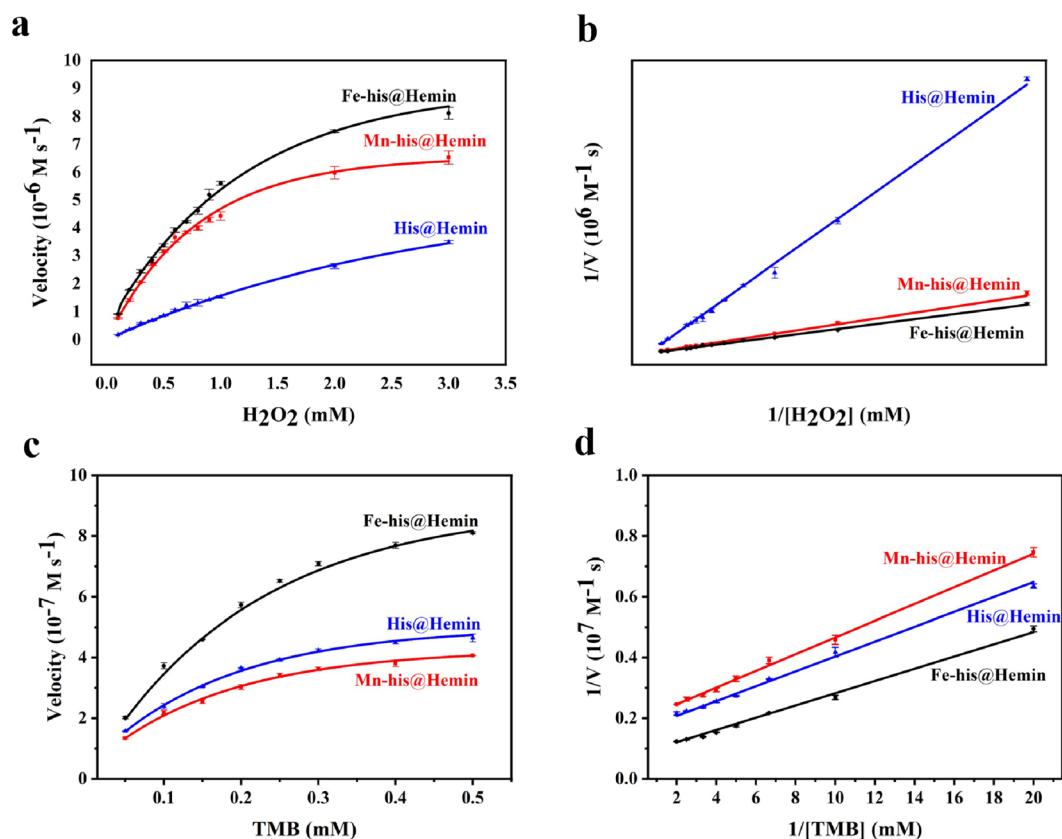 a
10
9
8
7
6
5
4
3
2
1
0
Velocity (10⁻⁶ M s⁻¹)
Fe-his@Hemin
Mn-his@Hemin
His@Hemin
0.0 0.5 1.0 1.5 2.0 2.5 3.0 3.5
H2O2 (mM)
b
1/V (10⁶ M⁻¹ s)
His@Hemin
Mn-his@Hemin
Fe-his@Hemin
1/[H2O2] (mM)
c
10
8
6
4
2
0
Velocity (10⁻⁷ M s⁻¹)
Fe-his@Hemin
His@Hemin
Mn-his@Hemin
0.1 0.2 0.3 0.4 0.5
TMB (mM)
d
1.0
0.8
0.6
0.4
0.2
0.0
1/V (10⁷ M⁻¹ s)
Mn-his@Hemin
His@Hemin
Fe-his@Hemin
2 4 6 8 10 12 14 16 18 20
1/[TMB] (mM)